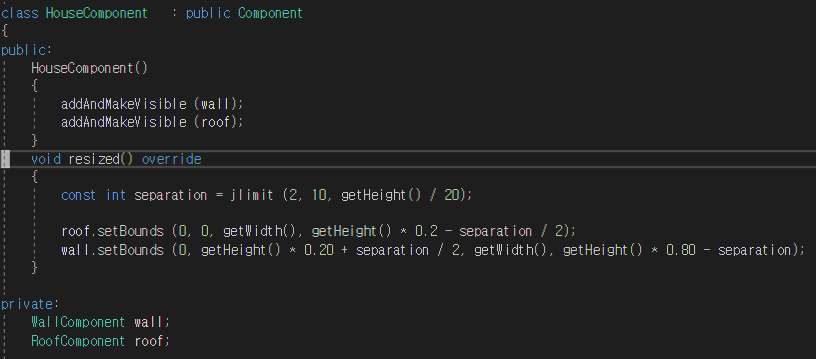 class HouseComponent   : public Component
{
public:
    HouseComponent()
    {
        addAndMakeVisible (wall);
        addAndMakeVisible (roof);
    }
    void resized() override
    {
        const int separation = jlimit (2, 10, getHeight() / 20);

        roof.setBounds (0, 0, getWidth(), getHeight() * 0.2 - separation / 2);
        wall.setBounds (0, getHeight() * 0.20 + separation / 2, getWidth(), getHeight() * 0.80 - separation);
    }

private:
    WallComponent wall;
    RoofComponent roof;